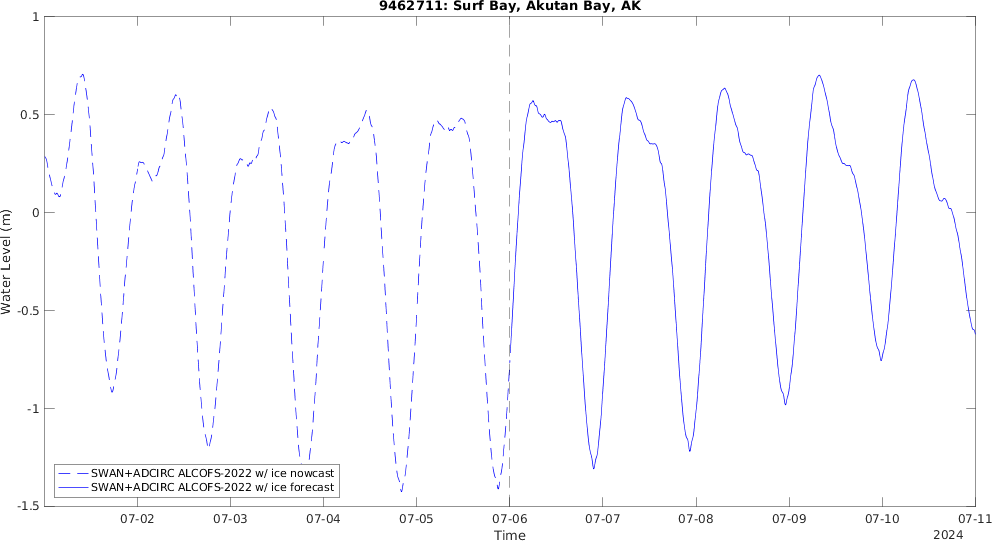 9462711: Surf Bay, Akutan Bay, AK
Water Level (m)
1
0.5
0
-0.5
-1
-1.5
SWAN+ADCIRC ALCOFS-2022 w/ ice nowcast
SWAN+ADCIRC ALCOFS-2022 w/ ice forecast
07-02 07-03 07-04 07-05 07-06 07-07 07-08 07-09 07-10 07-11
Time
2024